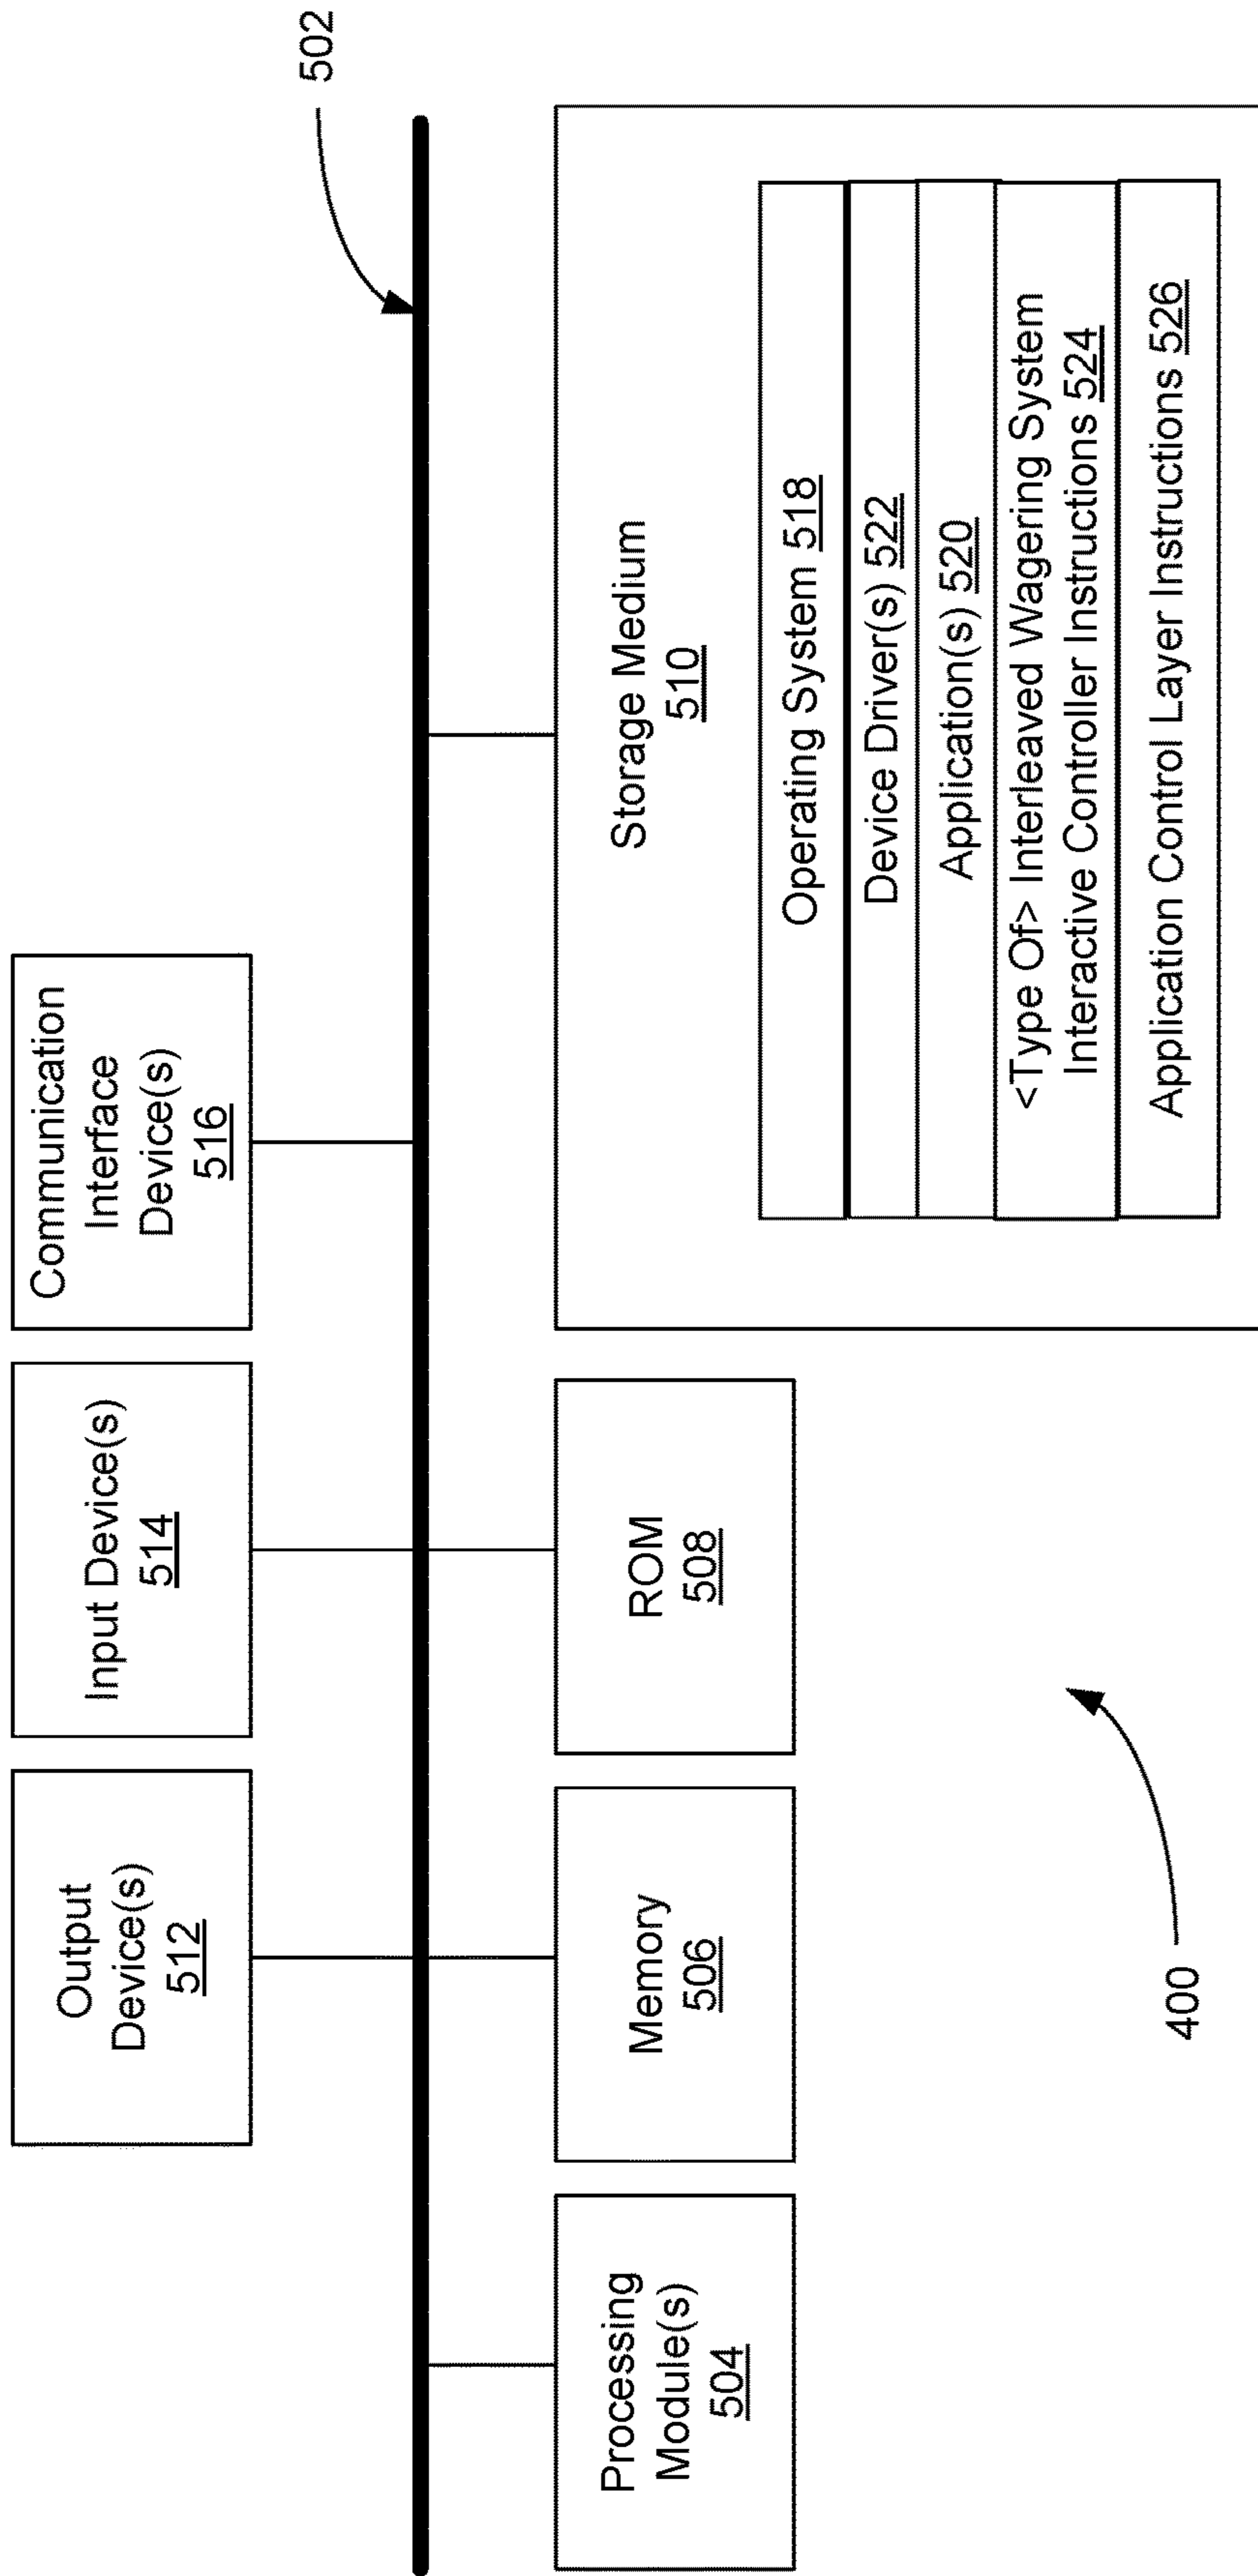 502
Output
Device(s)
512
Input Device(s)
514
Communication
Interface
Device(s)
516
Processing
Module(s)
504
Memory
506
ROM
508
Storage Medium
510
Operating System 518
Device Driver(s) 522
Application(s) 520
<Type Of> Interleaved Wagering System
Interactive Controller Instructions 524
Application Control Layer Instructions 526
400